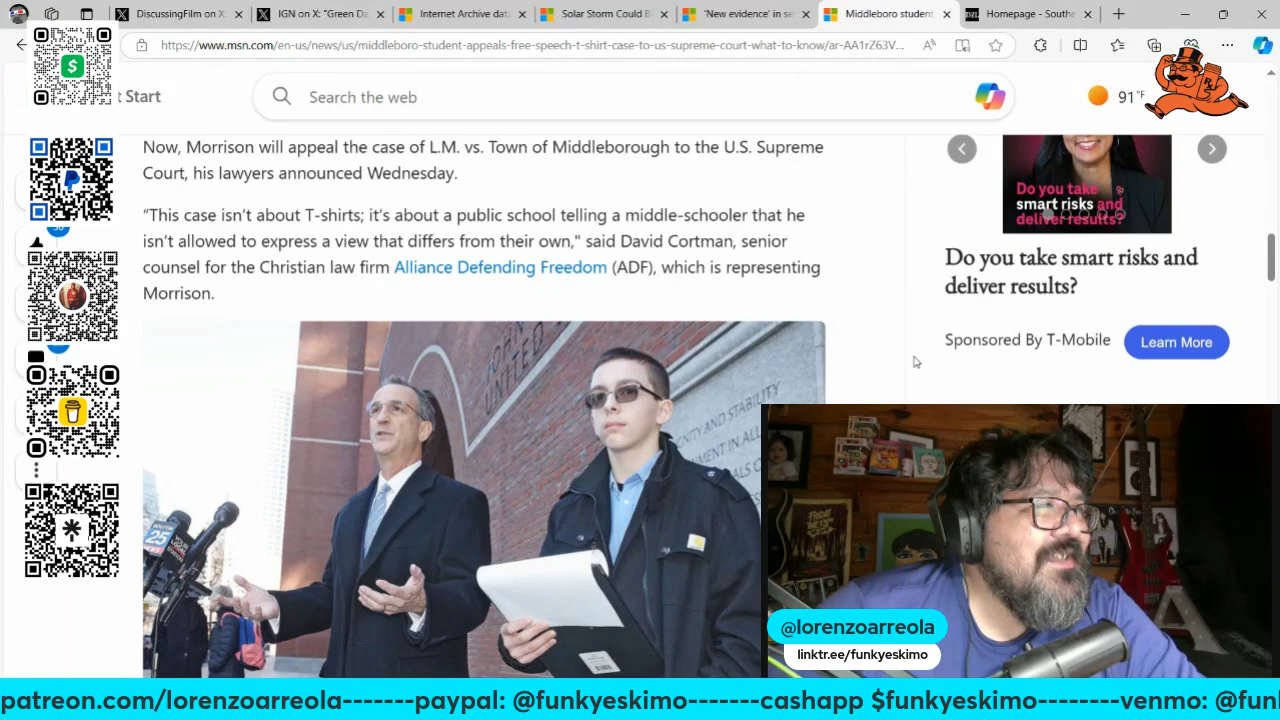 DiscussingFilm on X:
IGN on X: "Green Da
Internet Archive data
Solar Storm Could B
'New evidence' in se
Middleboro student
Homepage - Southe
https://www.msn.com/en-us/news/us/middleboro-student-appeals-free-speech-t-shirt-case-to-us-supreme-court-what-to-know/ar-AA1rZ63V...
t Start
Search the web
91°F
Now, Morrison will appeal the case of L.M. vs. Town of Middleborough to the U.S. Supreme
Court, his lawyers announced Wednesday.
"This case isn't about T-shirts; it's about a public school telling a middle-schooler that he
isn't allowed to express a view that differs from their own," said David Cortman, senior
counsel for the Christian law firm Alliance Defending Freedom (ADF), which is representing
Morrison.
Do you take
smart risks and
deliver results?
Do you take smart risks and
deliver results?
Sponsored By T-Mobile
Learn More
UNITED
DIGNITY AND STABILITY
25
@lorenzoarreola
linktr.ee/funkyeskimo
patreon.com/lorenzoarreola-------paypal: @funkyeskimo-------cashapp $funkyeskimo--------venmo: @fun